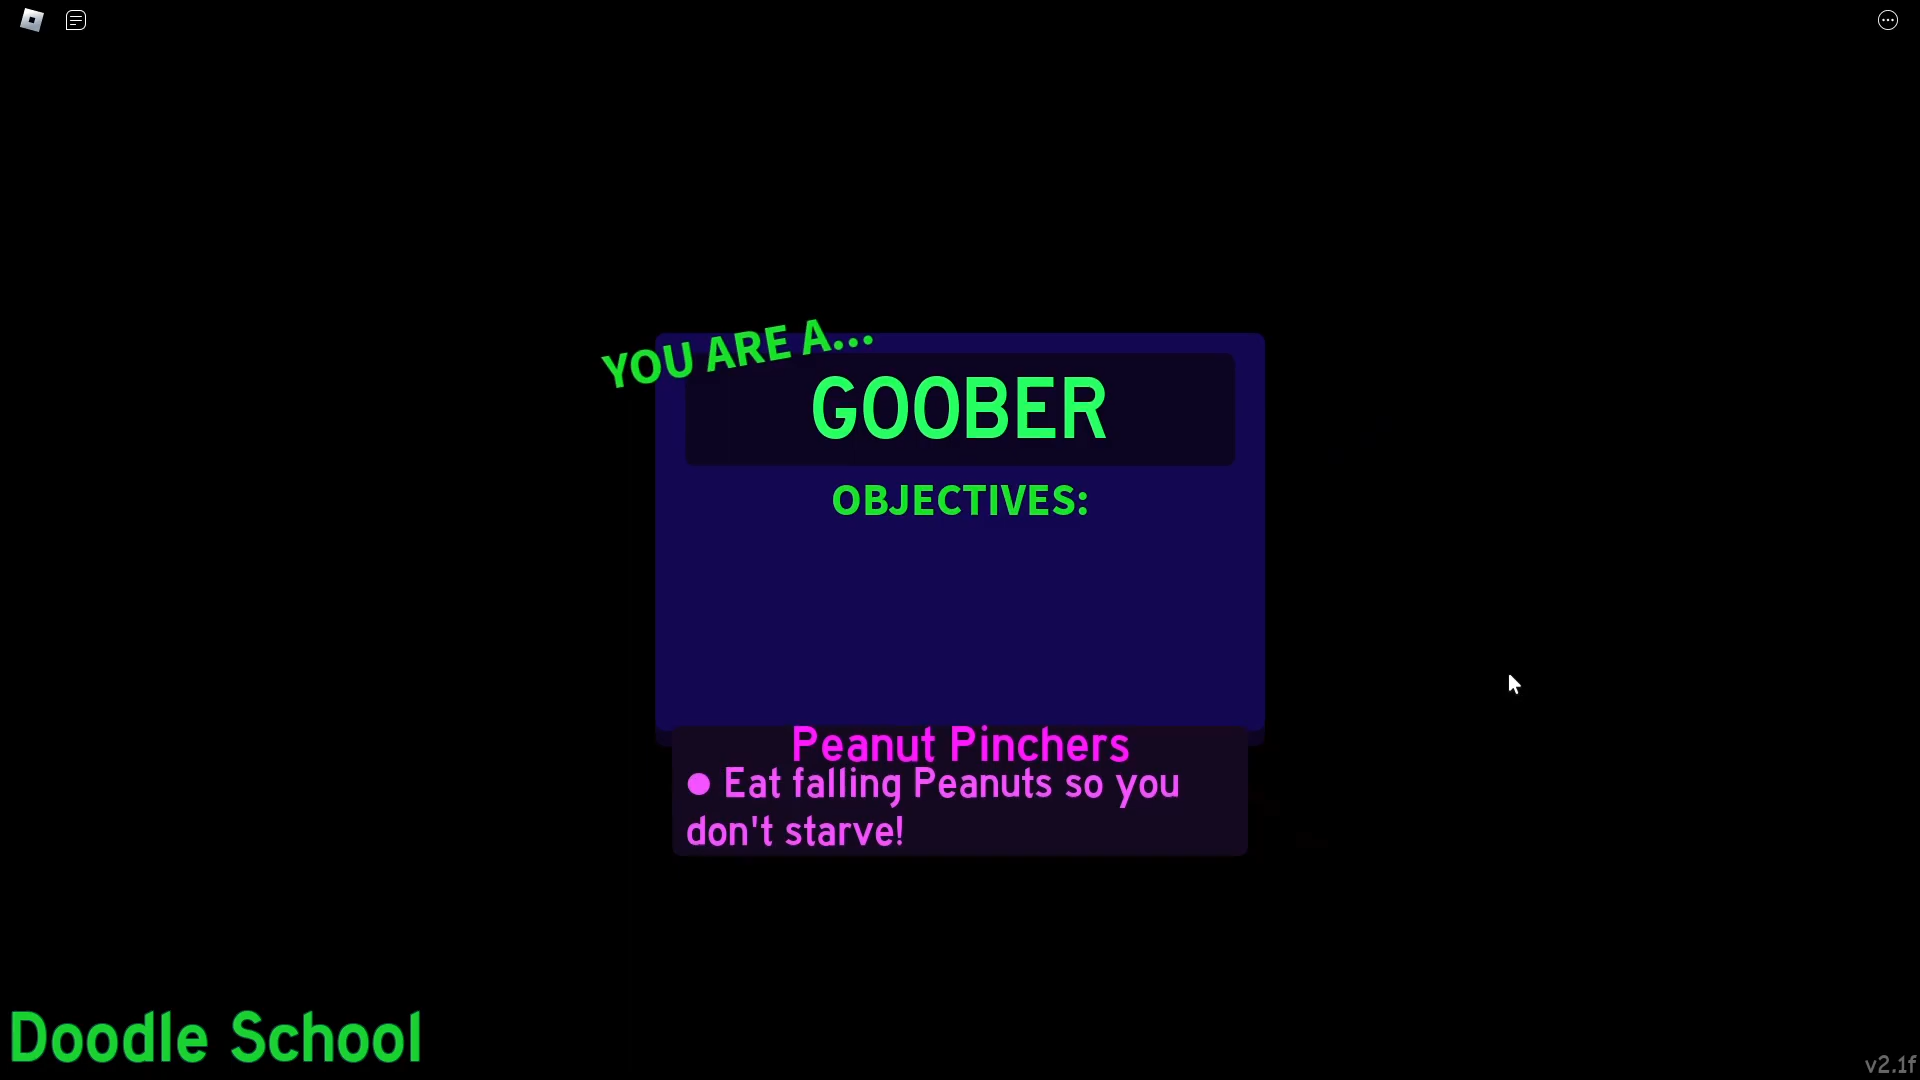 YOU ARE A...
GOOBER
OBJECTIVES:
Peanut Pinchers
● Eat falling Peanuts so you
don't starve!
Doodle School
v2.1f